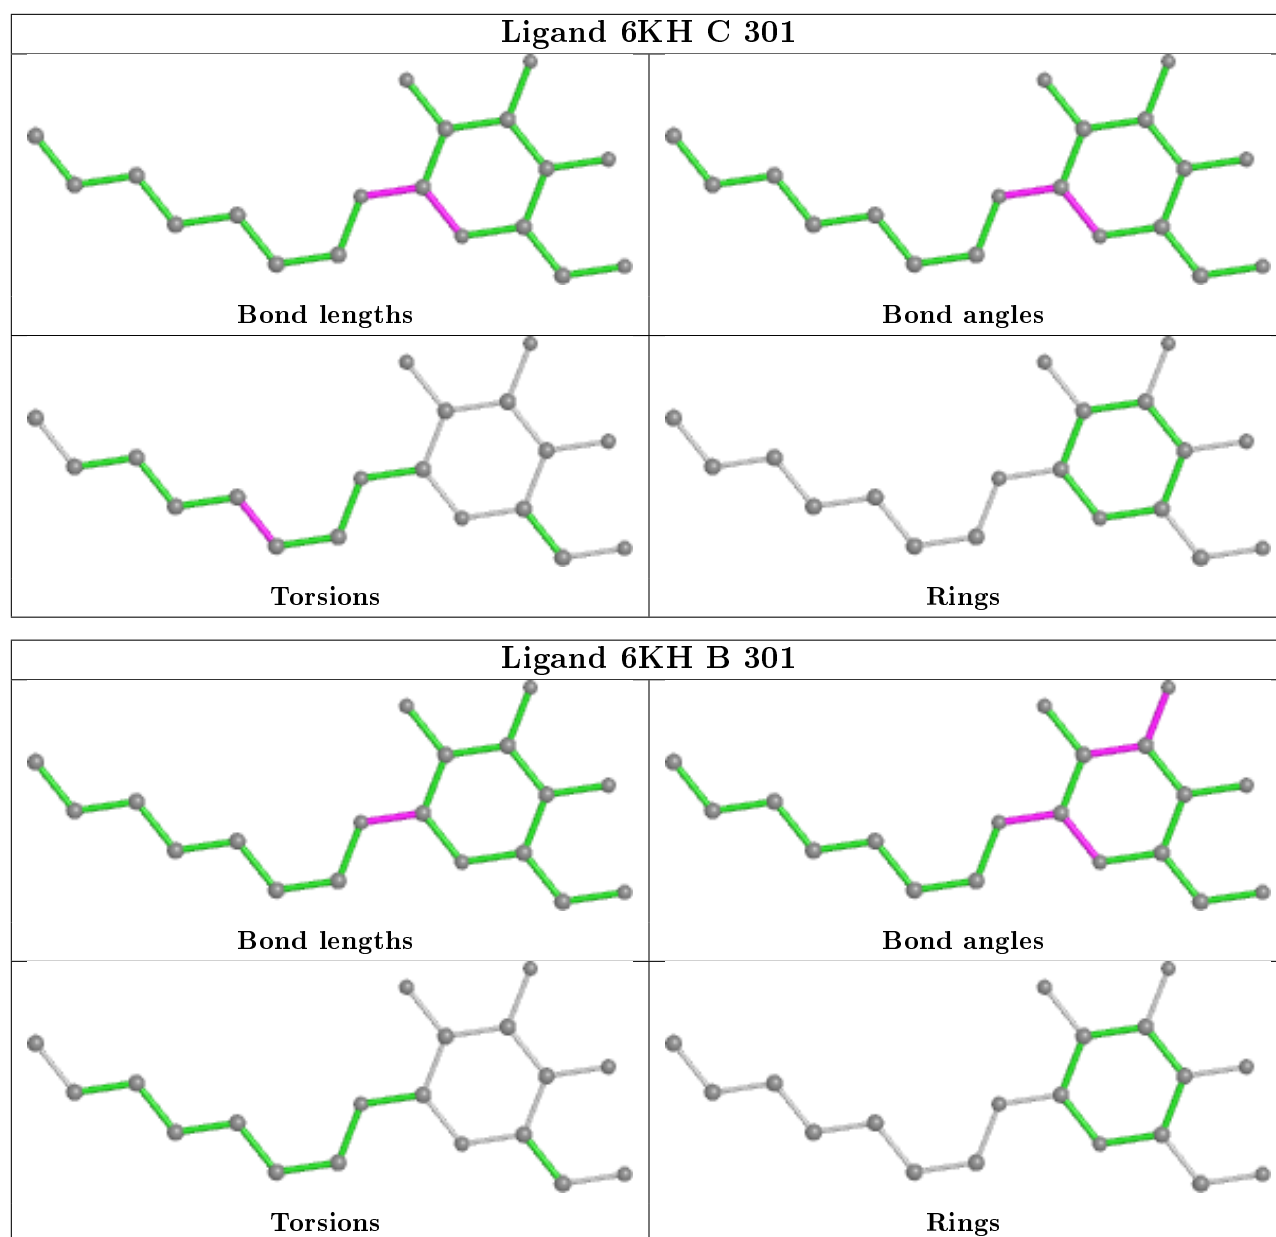 Ligand 6KH C 301
Bond lengths
Bond angles
Torsions
Rings
Ligand 6KH B 301
Bond lengths
Bond angles
Torsions
Rings